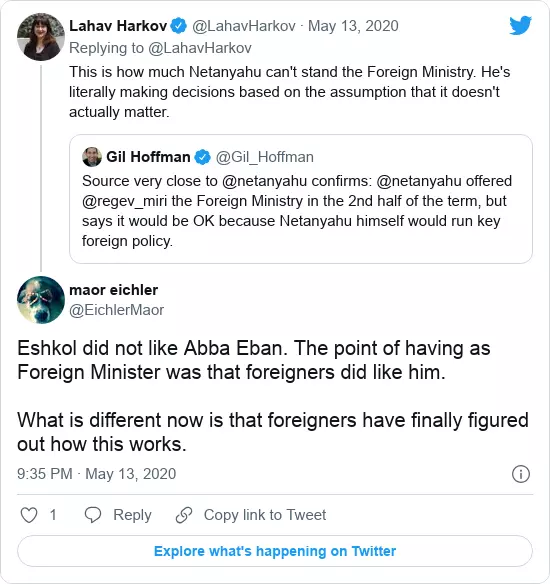 Lahav Harkov @LahavHarkov · May 13, 2020
Replying to @LahavHarkov
This is how much Netanyahu can't stand the Foreign Ministry. He's
literally making decisions based on the assumption that it doesn't
actually matter.
Gil Hoffman @Gil_Hoffman
Source very close to @netanyahu confirms: @netanyahu offered
@regev_miri the Foreign Ministry in the 2nd half of the term, but
says it would be OK because Netanyahu himself would run key
foreign policy.
maor eichler
@EichlerMaor
Eshkol did not like Abba Eban. The point of having as
Foreign Minister was that foreigners did like him.
What is different now is that foreigners have finally figured
out how this works.
9:35 PM · May 13, 2020
1 Reply Copy link to Tweet
Explore what's happening on Twitter